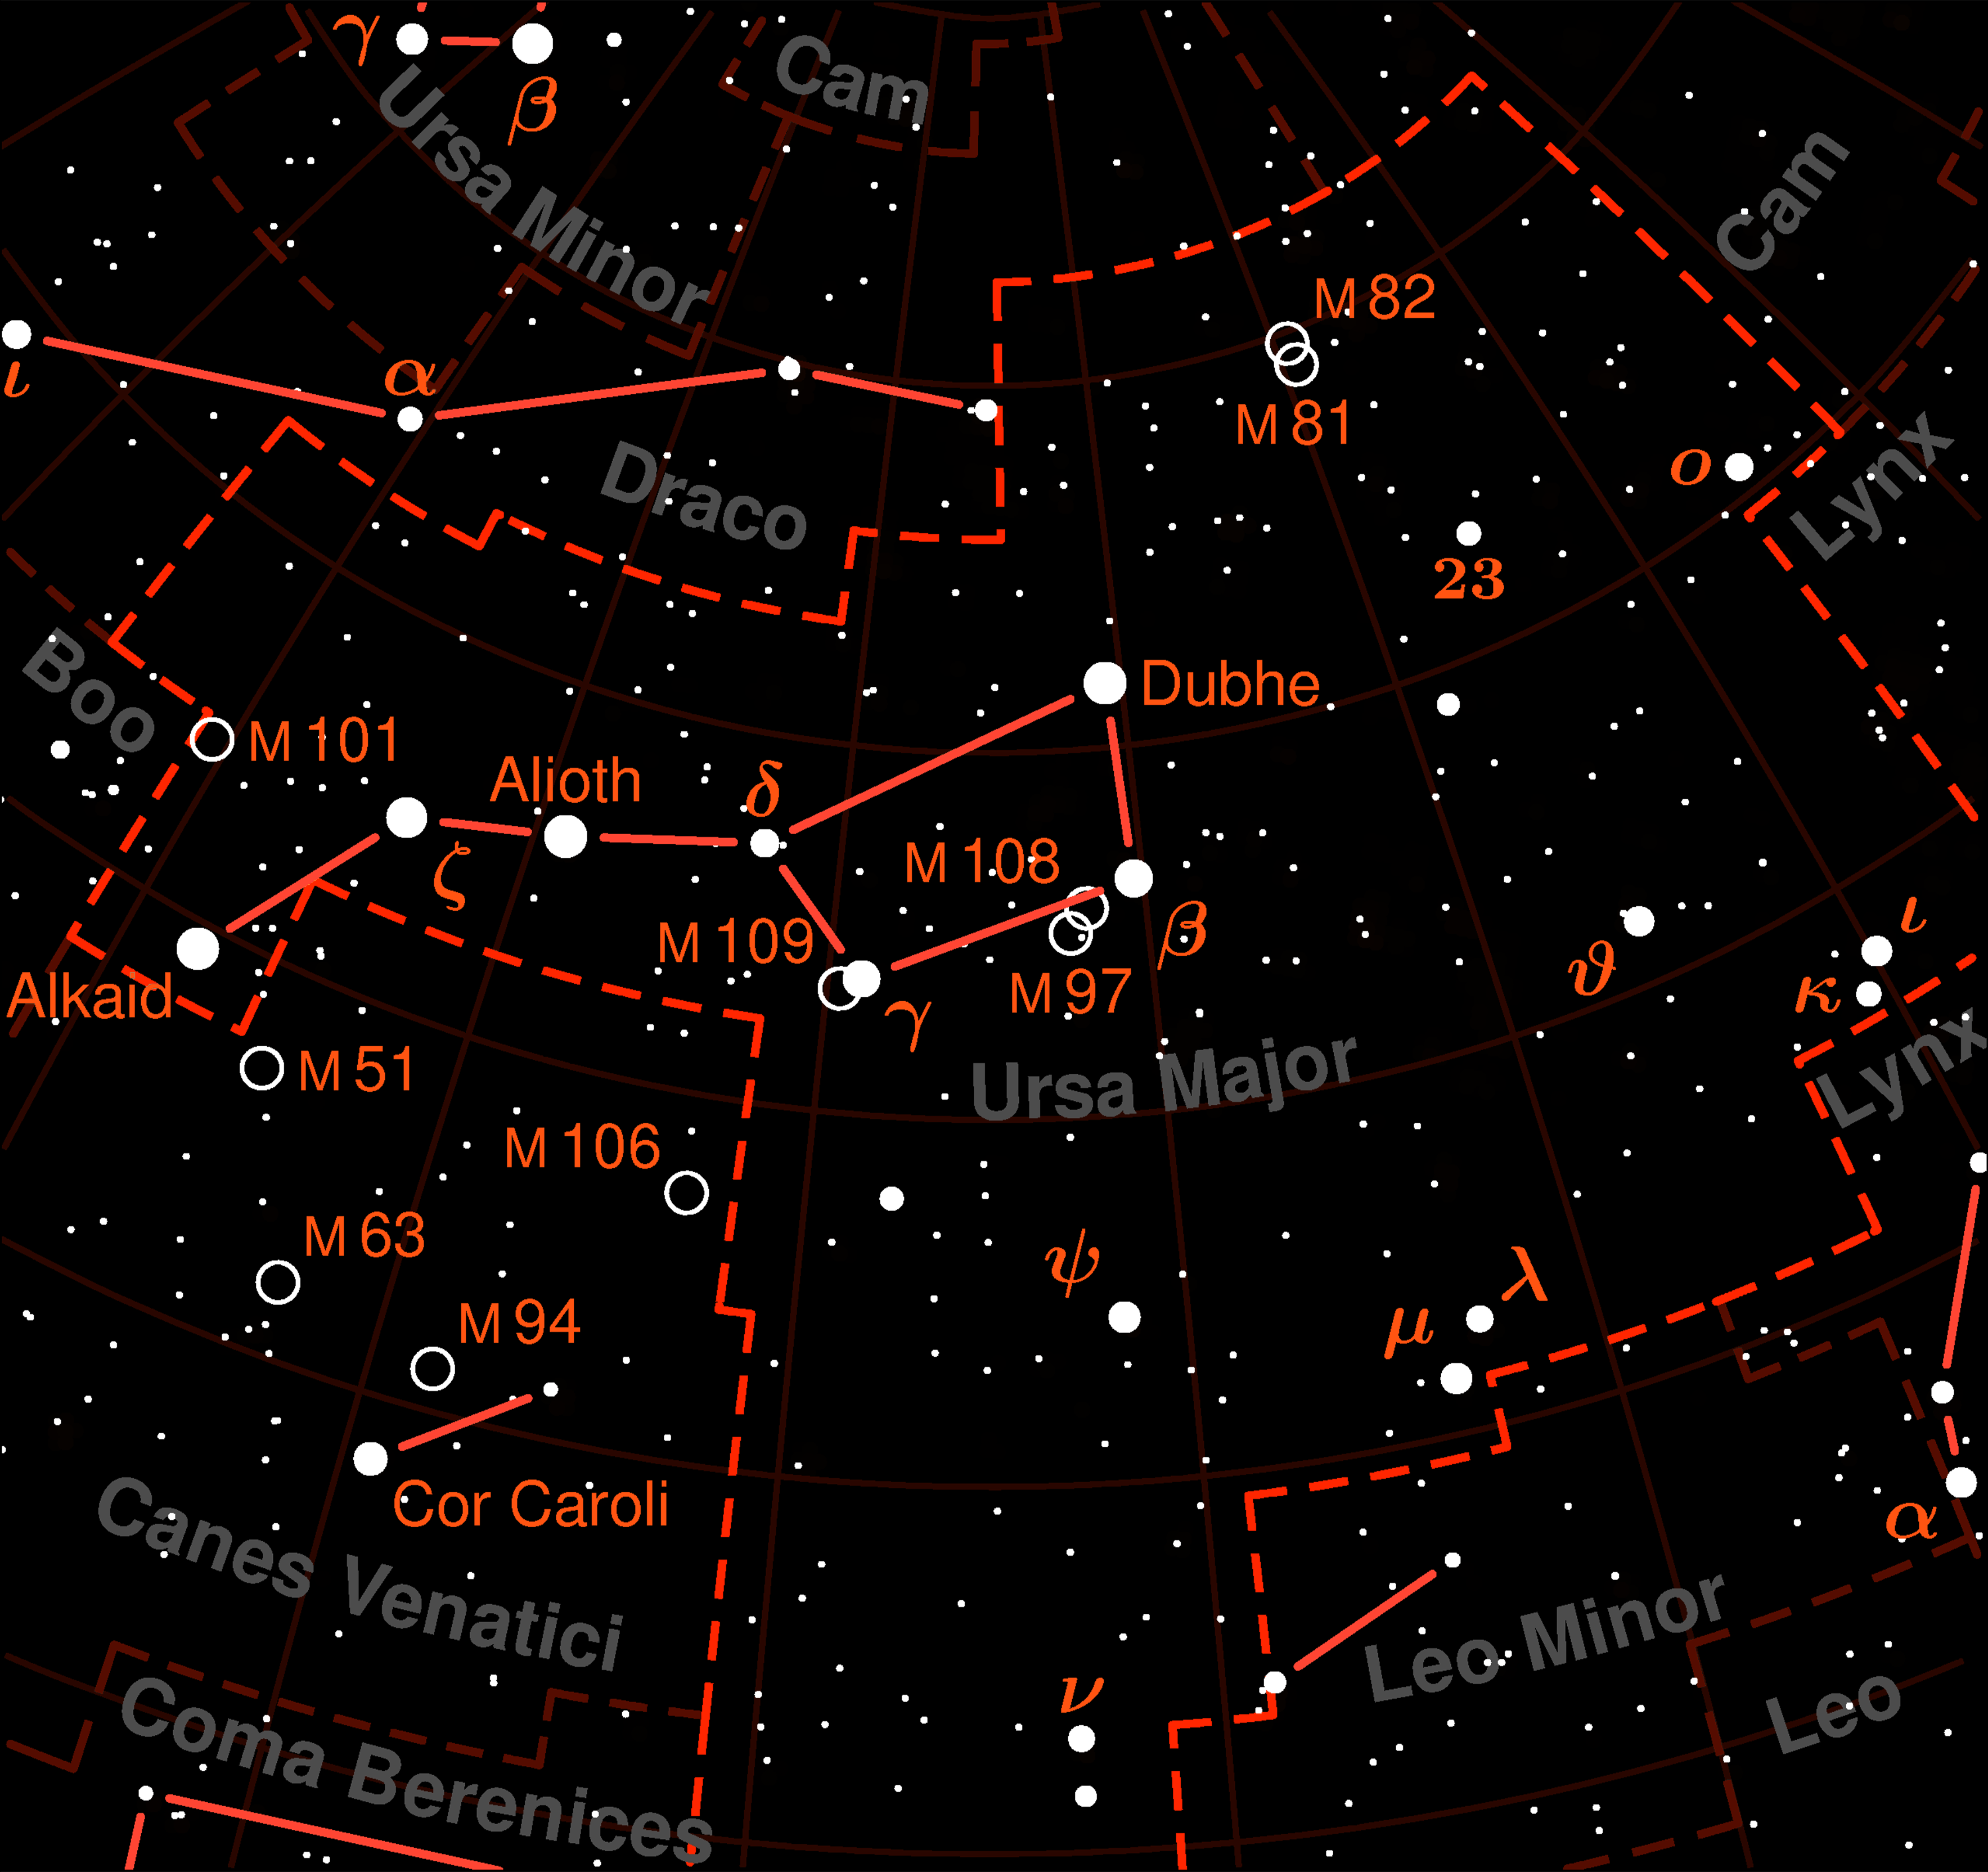 γ
β
Cam
Ursa Minor
Cam
M 82
ι
α
M 81
ο
Lynx
Draco
23
Boo
Dubhe
M 101
Alioth
δ
ζ
M 108
M 109
β
ι
ϑ
Alkaid
M 97
κ
γ
M 51
Ursa Major
Lynx
M 106
M 63
ψ
λ
M 94
μ
Cor Caroli
α
Canes Venatici
Leo Minor
ν
Leo
Coma Berenices